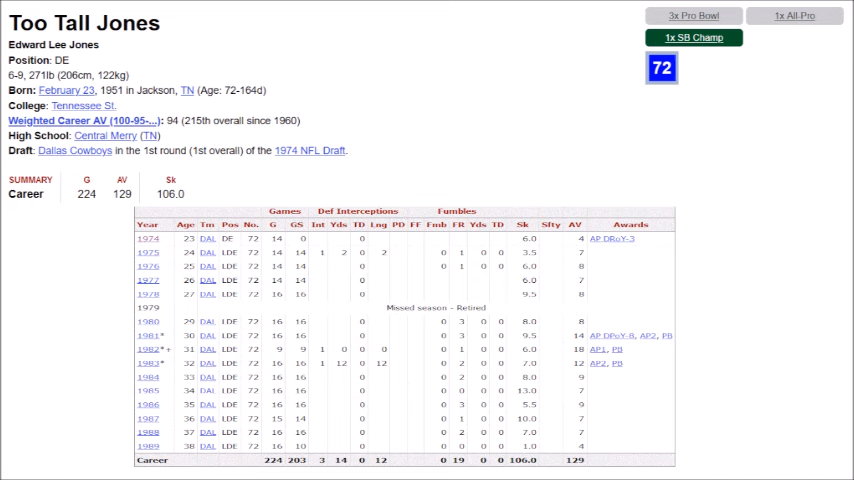 Too Tall Jones
3x Pro Bowl 1x All-Pro
Edward Lee Jones
1x SB Champ
Position: DE
72
6-9, 271lb (206cm, 122kg)
Born: February 23, 1951 in Jackson, TN (Age: 72-164d)
College: Tennessee St.
Weighted Career AV (100-95-...): 94 (215th overall since 1960)
High School: Central Merry (TN)
Draft: Dallas Cowboys in the 1st round (1st overall) of the 1974 NFL Draft.
SUMMARY G AV Sk
Career 224 129 106.0
Games Def Interceptions Fumbles
Year Age Tm Pos No. G GS Int Yds TD Lng PD FF Fmb FR Yds TD Sk Sfty AV Awards
1974 23 DAL DE 72 14 0 0 6.0 4 AP DRoY-3
1975 24 DAL LDE 72 14 14 1 2 0 2 0 1 0 0 3.5 7
1976 25 DAL LDE 72 14 14 0 0 1 0 0 6.0 8
1977 26 DAL LDE 72 14 14 0 6.0 7
1978 27 DAL LDE 72 16 16 0 9.5 8
1979 Missed season - Retired
1980 29 DAL LDE 72 16 16 0 0 3 0 0 8.0 8
1981* 30 DAL LDE 72 16 16 0 0 3 0 0 9.5 14 AP DPoY-8, AP2, PB
1982*+ 31 DAL LDE 72 9 9 1 0 0 0 0 1 0 0 6.0 18 AP1, PB
1983* 32 DAL LDE 72 16 16 1 12 0 12 0 2 0 0 7.0 12 AP2, PB
1984 33 DAL LDE 72 16 16 0 0 2 0 0 8.0 9
1985 34 DAL LDE 72 16 16 0 0 0 0 0 13.0 7
1986 35 DAL LDE 72 16 16 0 0 3 0 0 5.5 9
1987 36 DAL LDE 72 15 14 0 0 1 0 0 10.0 7
1988 37 DAL LDE 72 16 16 0 0 2 0 0 7.0 7
1989 38 DAL LDE 72 16 10 0 0 0 0 0 1.0 4
Career 224 203 3 14 0 12 0 19 0 0 106.0 129